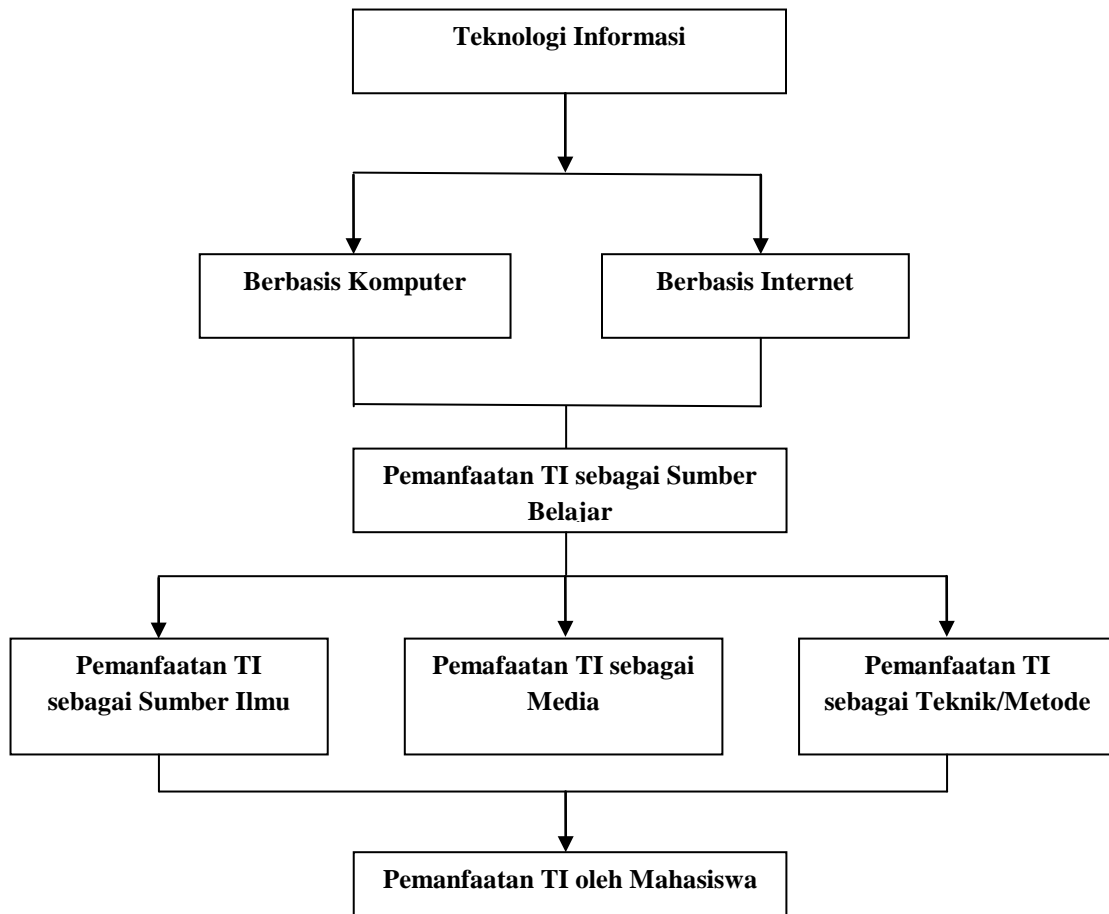 Teknologi Informasi
Berbasis Komputer
Berbasis Internet
Pemanfaatan TI sebagai Sumber
Belajar
Pemanfaatan TI
sebagai Sumber Ilmu
Pemafaatan TI sebagai
Media
Pemanfaatan TI
sebagai Teknik/Metode
Pemanfaatan TI oleh Mahasiswa